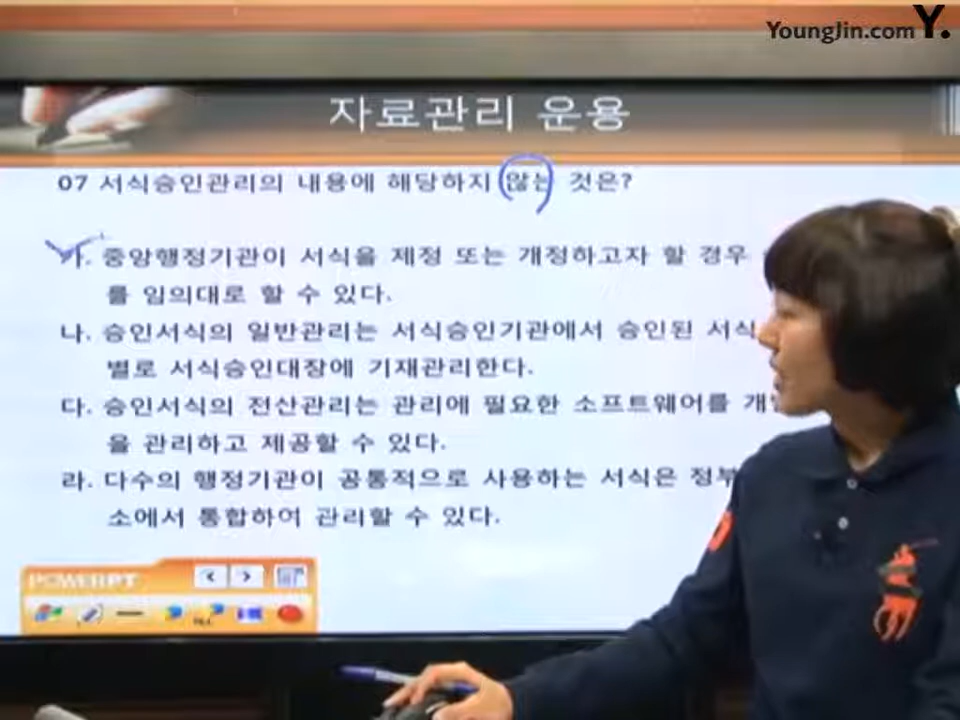 YoungJin.com Y.
자료관리 운용
07 서식승인관리의 내용에 해당하지 않는 것은?
가. 중앙행정기관이 서식을 제정 또는 개정하고자 할 경우
를 임의대로 할 수 있다.
나. 승인서식의 일반관리는 서식승인기관에서 승인된 서식
별로 서식승인대장에 기재관리한다.
다. 승인서식의 전산관리는 관리에 필요한 소프트웨어를
을 관리하고 제공할 수 있다.
라. 다수의 행정기관이 공통적으로 사용하는 서식은 정부
소에서 통합하여 관리할 수 있다.
POWERPT